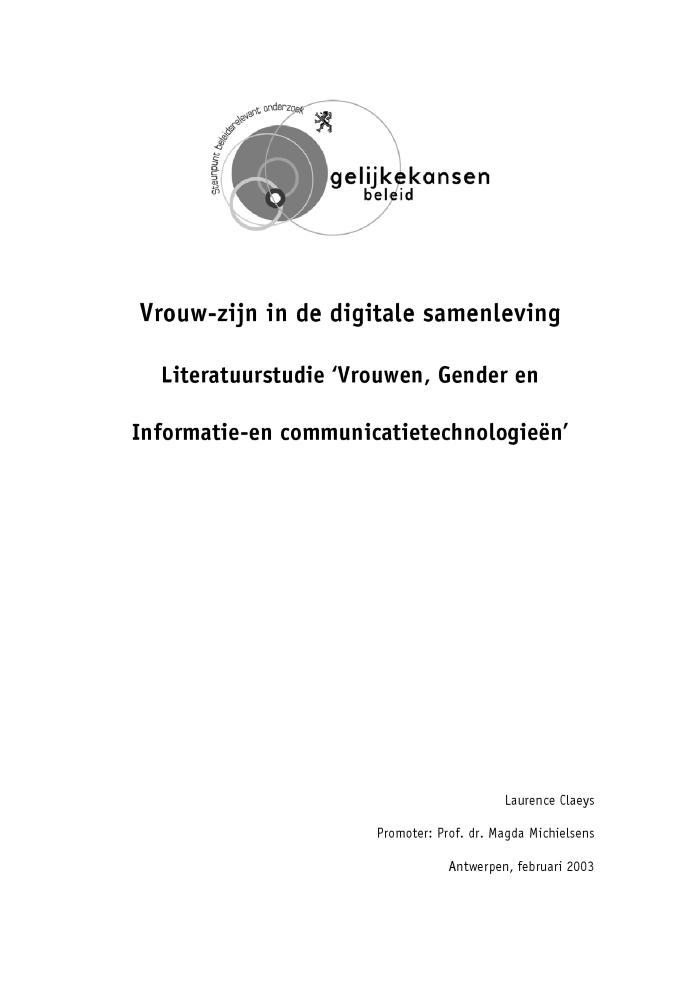 Steunpunt beleidsrelevant onderzoek
gelijkekansen
beleid
Vrouw-zijn in de digitale samenleving
Literatuurstudie ‘Vrouwen, Gender en
Informatie-en communicatietechnologieën’
Laurence Claeys
Promoter: Prof. dr. Magda Michielsens
Antwerpen, februari 2003